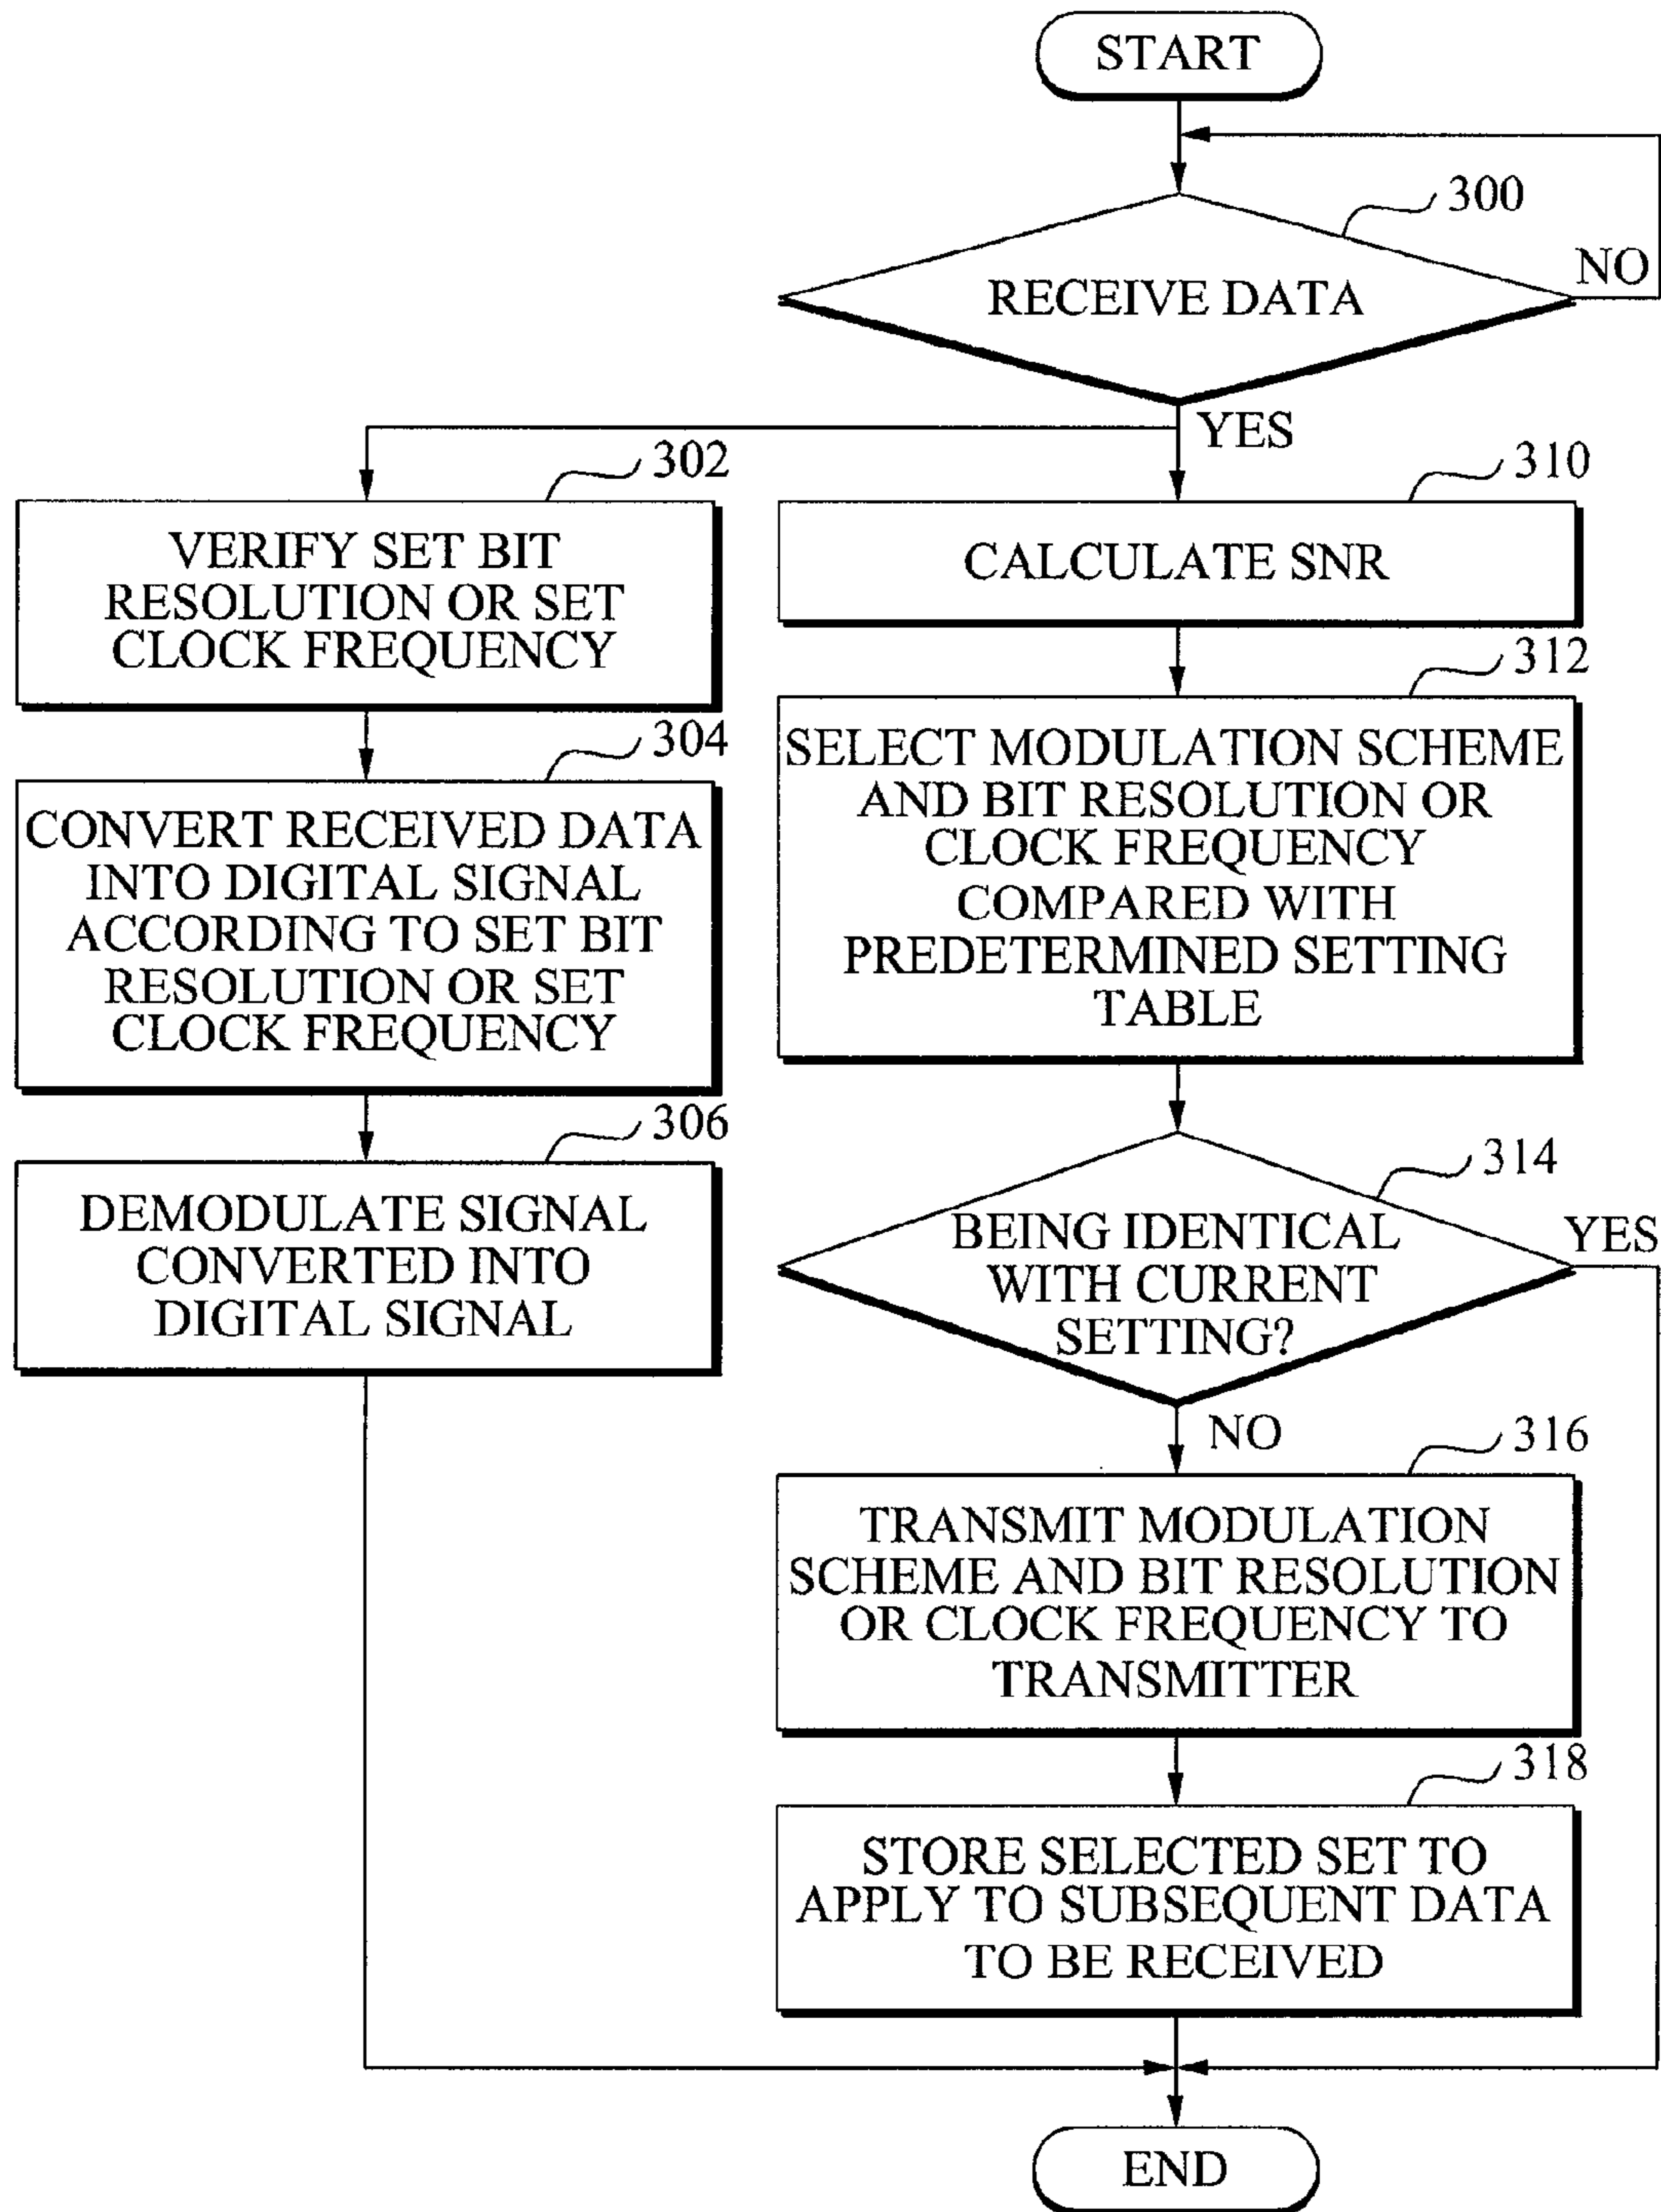 START
300
RECEIVE DATA
NO
YES
302
VERIFY SET BIT
RESOLUTION OR SET
CLOCK FREQUENCY
304
CONVERT RECEIVED DATA
INTO DIGITAL SIGNAL
ACCORDING TO SET BIT
RESOLUTION OR SET
CLOCK FREQUENCY
306
DEMODULATE SIGNAL
CONVERTED INTO
DIGITAL SIGNAL
310
CALCULATE SNR
312
SELECT MODULATION SCHEME
AND BIT RESOLUTION OR
CLOCK FREQUENCY
COMPARED WITH
PREDETERMINED SETTING
TABLE
314
BEING IDENTICAL
WITH CURRENT
SETTING?
YES
NO
316
TRANSMIT MODULATION
SCHEME AND BIT RESOLUTION
OR CLOCK FREQUENCY TO
TRANSMITTER
318
STORE SELECTED SET TO
APPLY TO SUBSEQUENT DATA
TO BE RECEIVED
END